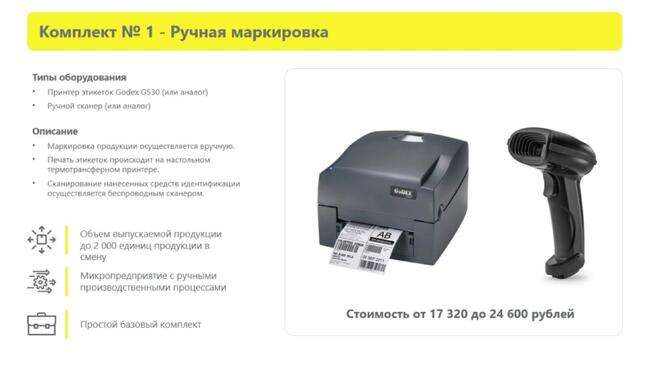 Комплект № 1 - Ручная маркировка
Типы оборудования
• Принтер этикеток Godex G530 (или аналог)
• Ручной сканер (или аналог)
Описание
• Маркировка продукции осуществляется вручную.
• Печать этикеток происходит на настольном
термотрансферном принтере.
• Сканирование нанесенных средств идентификации
осуществляется беспроводным сканером.
Объем выпускаемой продукции
до 2 000 единиц продукции в
смену
Микропредприятие с ручными
производственными процессами
Простой базовый комплект
GoDEX
AB
Стоимость от 17 320 до 24 600 рублей